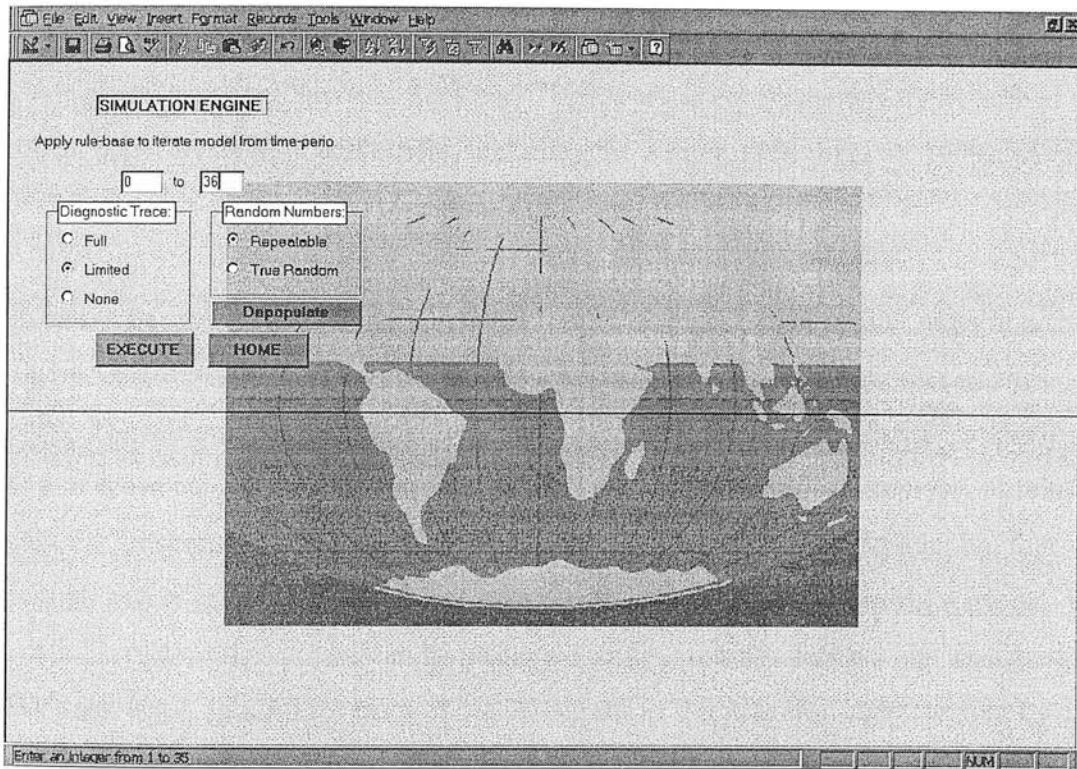 File Edit View Insert Format Records Tools Window Help
SIMULATION ENGINE
Apply rule-base to iterate model from time-perio
0 to 36
Diagnostic Trace:
Full
Limited
None
Random Numbers:
Repeatable
True Random
Depopulate
EXECUTE
HOME
Enter an Integer from 1 to 35
NUM